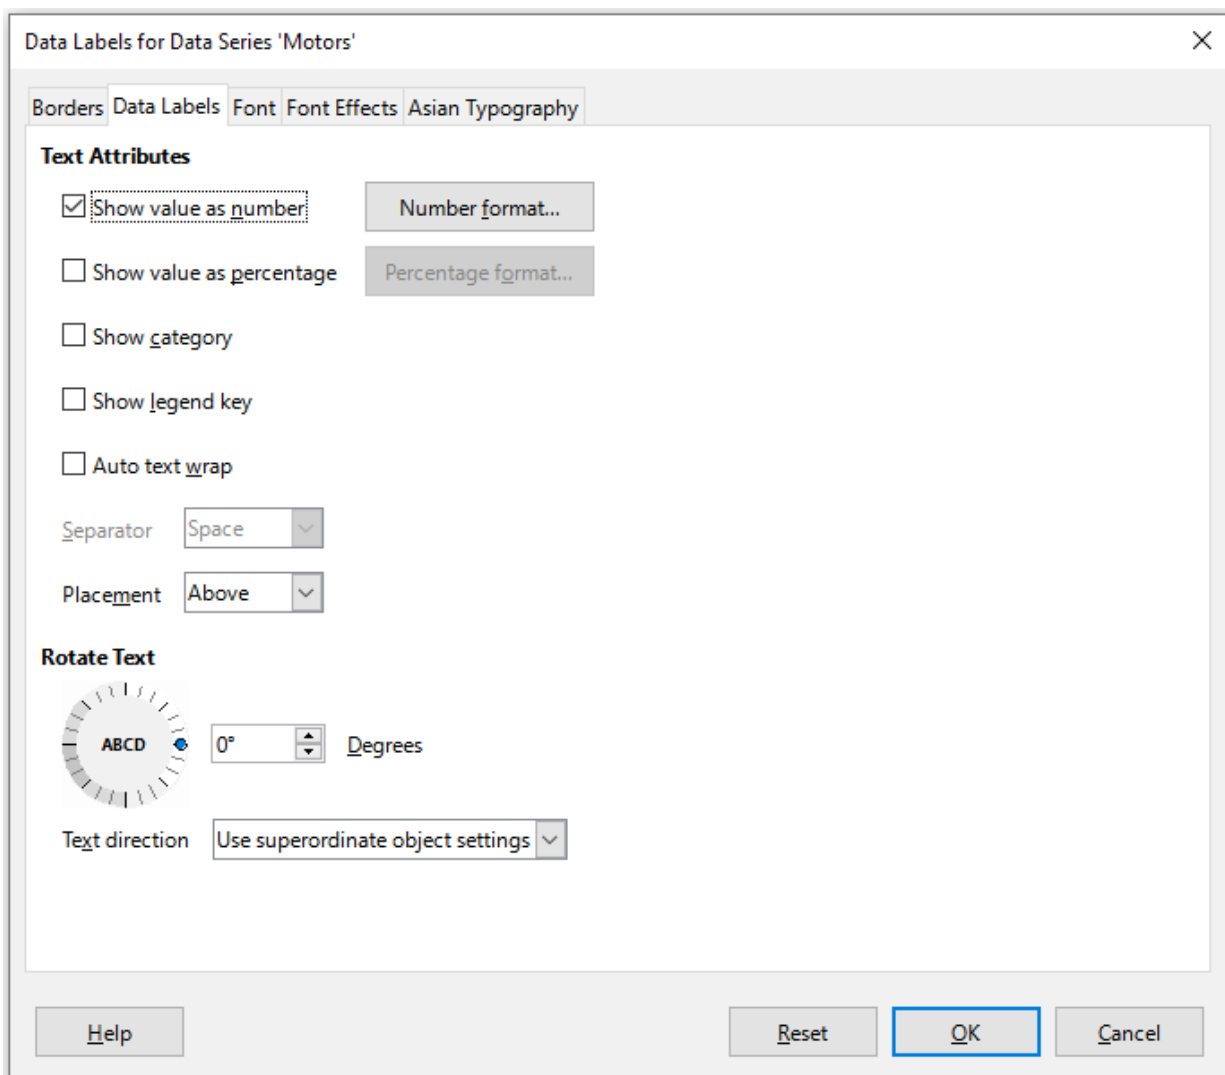 Data Labels for Data Series 'Motors'
Borders Data Labels Font Font Effects Asian Typography
Text Attributes
Show value as number Number format...
Show value as percentage Percentage format...
Show category
Show legend key
Auto text wrap
Separator Space
Placement Above
Rotate Text
ABCD 0° Degrees
Text direction Use superordinate object settings
Help Reset OK Cancel